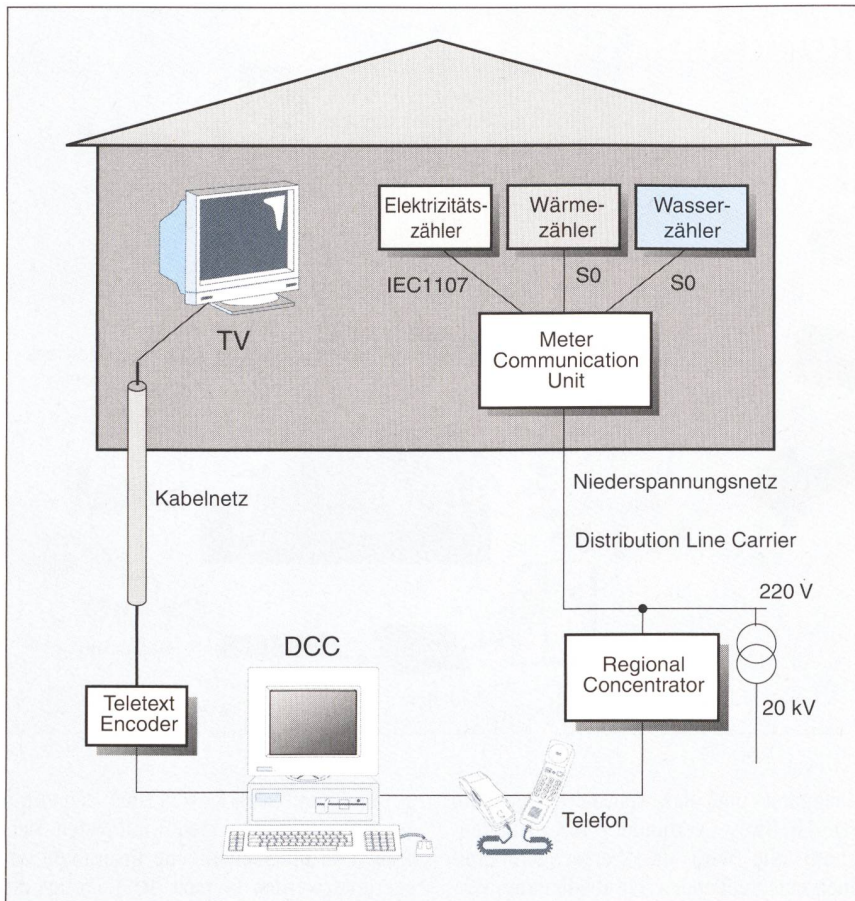 Elektrizitäts-
zähler
Wärme-
zähler
Wasser-
zähler
IEC1107
S0
S0
TV
Meter
Communication
Unit
Kabelnetz
Niederspannungsnetz
Distribution Line Carrier
220 V
DCC
Regional
Concentrator
20 kV
Teletext
Encoder
Telefon